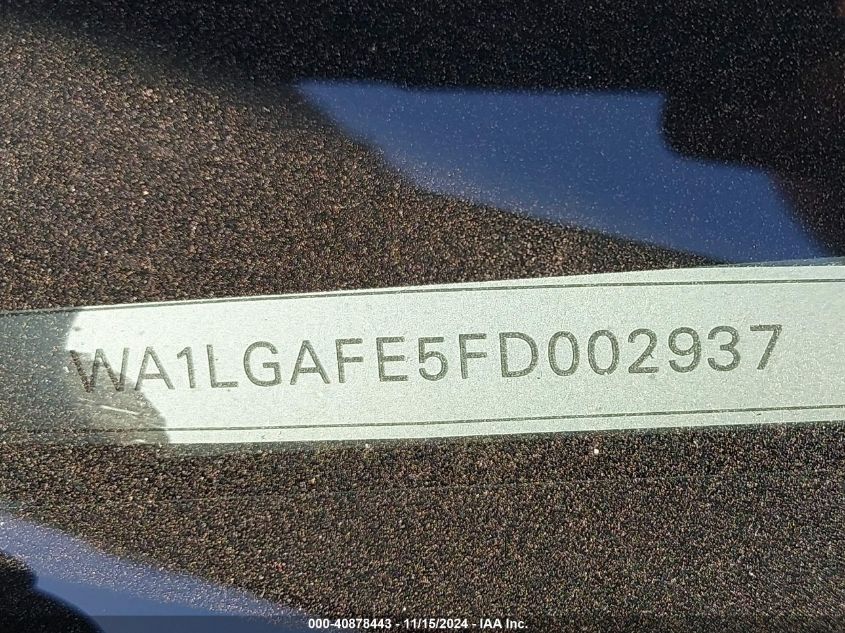 WA1LGAFE5FD002937
000-40878443 — 11/15/2024 — IAA Inc.